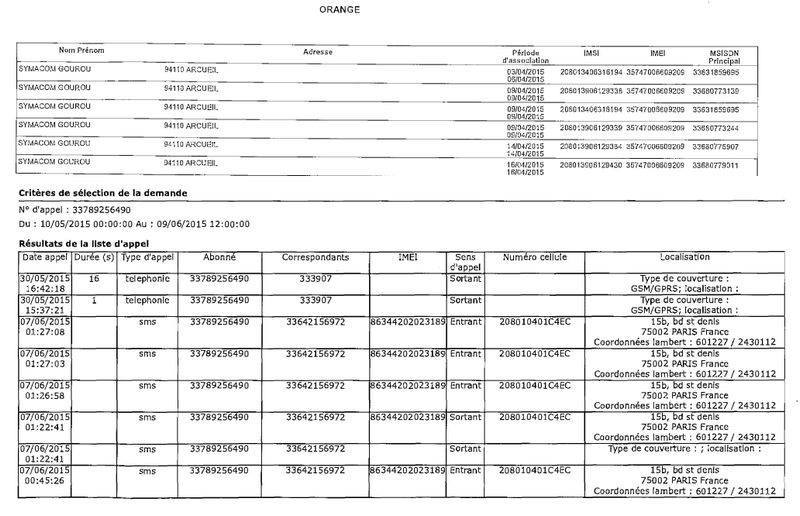 ORANGE
Nom Prénom Adresse Période d'association IMSI IMEI MSISON Principal
SYMACOM GOUROU 94110 ARCUEIL 03/04/2015 208013406316194 35747006609209 33631859695
06/04/2015
SYMACOM GOUROU 94110 ARCUEIL 09/04/2015 208013906129336 35747006609209 33680773139
09/04/2015
SYMACOM GOUROU 94110 ARCUEIL 09/04/2015 208013406316194 35747006609209 33631859695
09/04/2015
SYMACOM GOUROU 94110 ARCUEIL 09/04/2015 208013906129339 35747006609209 33680773244
09/04/2015
SYMACOM GOUROU 94110 ARCUEIL 14/04/2015 208013906129384 35747006609209 33680776907
14/04/2015
SYMACOM GOUROU 94110 ARCUEIL 16/04/2015 208013906129430 35747006609209 33680779011
16/04/2015
Critères de sélection de la demande
N° d'appel : 33789256490
Du : 10/05/2015 00:00:00 Au : 09/06/2015 12:00:00
Résultats de la liste d'appel
Date appel Durée (s) Type d'appel Abonné Correspondants IMEI Sens d'appel Numéro cellule Localisation
30/05/2015 16 telephonie 33789256490 333907 Sortant Type de couverture :
16:42:18 GSM/GPRS; localisation :
30/05/2015 1 telephonie 33789256490 333907 Sortant Type de couverture :
15:37:21 GSM/GPRS; localisation :
07/06/2015 sms 33789256490 33642156972 86344202023189 Entrant 208010401C4EC 15b, bd st denis
01:27:08 75002 PARIS France
Coordonnées lambert : 601227 / 2430112
07/06/2015 sms 33789256490 33642156972 86344202023189 Entrant 208010401C4EC 15b, bd st denis
01:27:03 75002 PARIS France
Coordonnées lambert : 601227 / 2430112
07/06/2015 sms 33789256490 33642156972 86344202023189 Entrant 208010401C4EC 15b, bd st denis
01:26:58 75002 PARIS France
Coordonnées lambert : 601227 / 2430112
07/06/2015 sms 33789256490 33642156972 86344202023189 Sortant 208010401C4EC 15b, bd st denis
01:22:41 75002 PARIS France
Coordonnées lambert : 601227 / 2430112
07/06/2015 sms 33789256490 33642156972 Sortant Type de couverture : ; localisation :
01:22:41
07/06/2015 sms 33789256490 33642156972 86344202023189 Entrant 208010401C4EC 15b, bd st denis
00:45:26 75002 PARIS France
Coordonnées lambert : 601227 / 2430112